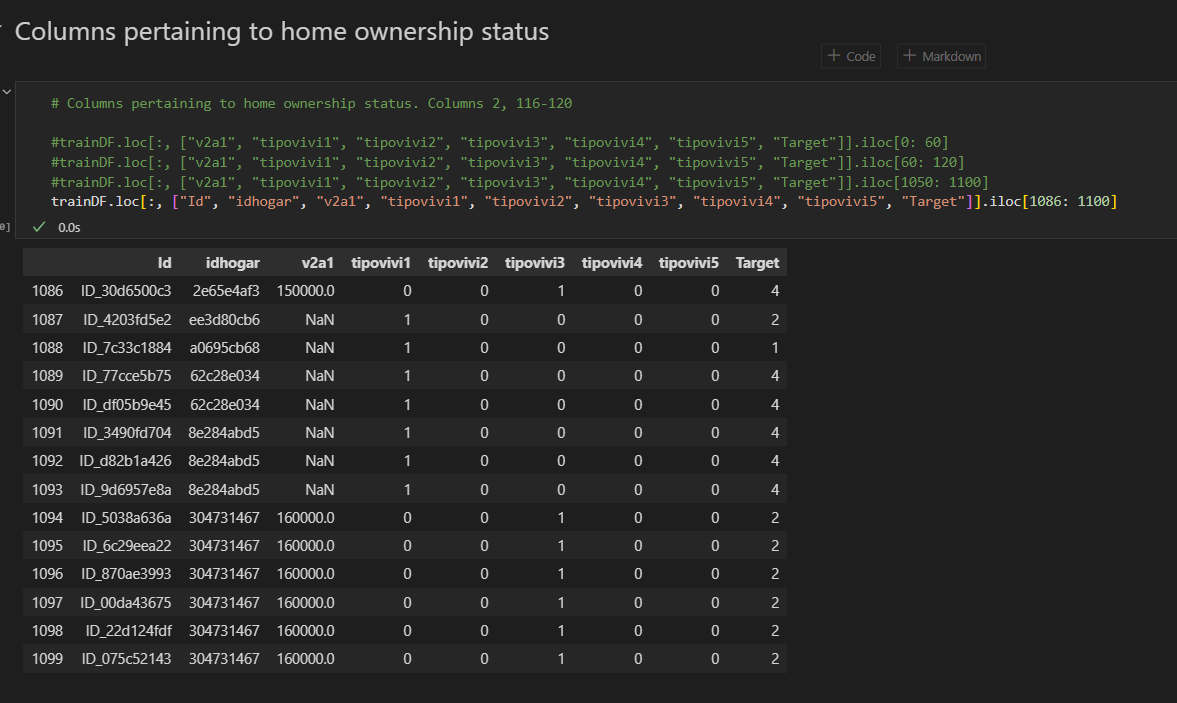 Columns pertaining to home ownership status
+ Code + Markdown
# Columns pertaining to home ownership status. Columns 2, 116-120
#trainDF.loc[:, ["v2a1", "tipovivi1", "tipovivi2", "tipovivi3", "tipovivi4", "tipovivi5", "Target"]].iloc[0: 60]
#trainDF.loc[:, ["v2a1", "tipovivi1", "tipovivi2", "tipovivi3", "tipovivi4", "tipovivi5", "Target"]].iloc[60: 120]
#trainDF.loc[:, ["v2a1", "tipovivi1", "tipovivi2", "tipovivi3", "tipovivi4", "tipovivi5", "Target"]].iloc[1050: 1100]
trainDF.loc[:, ["Id", "idhogar", "v2a1", "tipovivi1", "tipovivi2", "tipovivi3", "tipovivi4", "tipovivi5", "Target"]].iloc[1086: 1100]
0] ✓ 0.0s
Id idhogar v2a1 tipovivi1 tipovivi2 tipovivi3 tipovivi4 tipovivi5 Target
1086 ID_30d6500c3 2e65e4af3 150000.0 0 0 1 0 0 4
1087 ID_4203fd5e2 ee3d80cb6 NaN 1 0 0 0 0 2
1088 ID_7c33c1884 a0695cb68 NaN 1 0 0 0 0 1
1089 ID_77cce5b75 62c28e034 NaN 1 0 0 0 0 4
1090 ID_df05b9e45 62c28e034 NaN 1 0 0 0 0 4
1091 ID_3490fd704 8e284abd5 NaN 1 0 0 0 0 4
1092 ID_d82b1a426 8e284abd5 NaN 1 0 0 0 0 4
1093 ID_9d6957e8a 8e284abd5 NaN 1 0 0 0 0 4
1094 ID_5038a636a 304731467 160000.0 0 0 1 0 0 2
1095 ID_6c29eea22 304731467 160000.0 0 0 1 0 0 2
1096 ID_870ae3993 304731467 160000.0 0 0 1 0 0 2
1097 ID_00da43675 304731467 160000.0 0 0 1 0 0 2
1098 ID_22d124fdf 304731467 160000.0 0 0 1 0 0 2
1099 ID_075c52143 304731467 160000.0 0 0 1 0 0 2